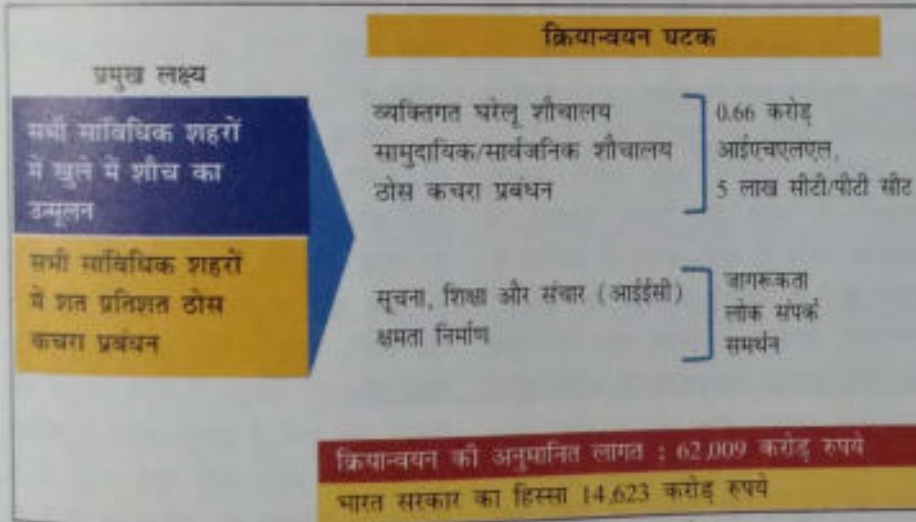 क्रियान्वयन घटक
प्रमुख लक्ष्य
सभी सांविधिक शहरों
में खुले में शौच का
उन्मूलन
सभी सांविधिक शहरों
में शत प्रतिशत ठोस
कचरा प्रबंधन
व्यक्तिगत घरेलू शौचालय
सामुदायिक/सार्वजनिक शौचालय
ठोस कचरा प्रबंधन
0.66 करोड़
आईएचएलएल,
5 लाख सीटी/पीटी सीट
सूचना, शिक्षा और संचार (आईईसी)
क्षमता निर्माण
जागरूकता
लोक संपर्क
समर्थन
क्रियान्वयन की अनुमानित लागत : 62,009 करोड़ रुपये
भारत सरकार का हिस्सा 14,623 करोड़ रुपये